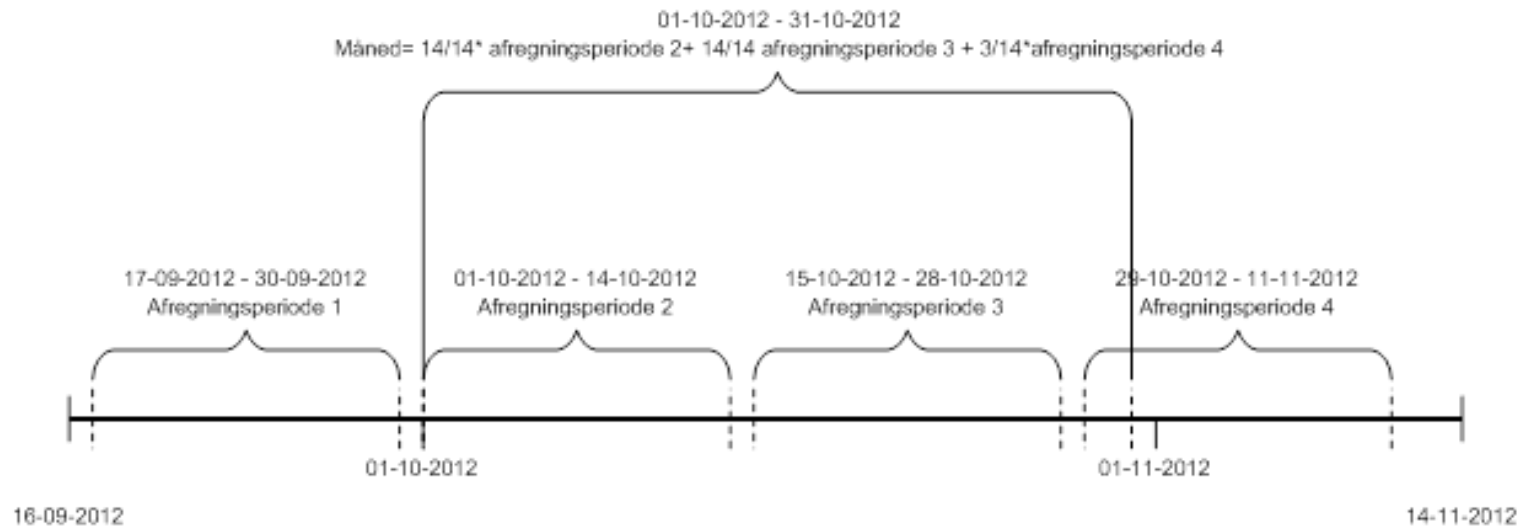 01-10-2012 - 31-10-2012
Måned= 14/14* afregningsperiode 2+ 14/14 afregningsperiode 3 + 3/14*afregningsperiode 4
17-09-2012 - 30-09-2012
Afregningsperiode 1
01-10-2012 - 14-10-2012
Afregningsperiode 2
15-10-2012 - 28-10-2012
Afregningsperiode 3
29-10-2012 - 11-11-2012
Afregningsperiode 4
01-10-2012
01-11-2012
16-09-2012
14-11-2012